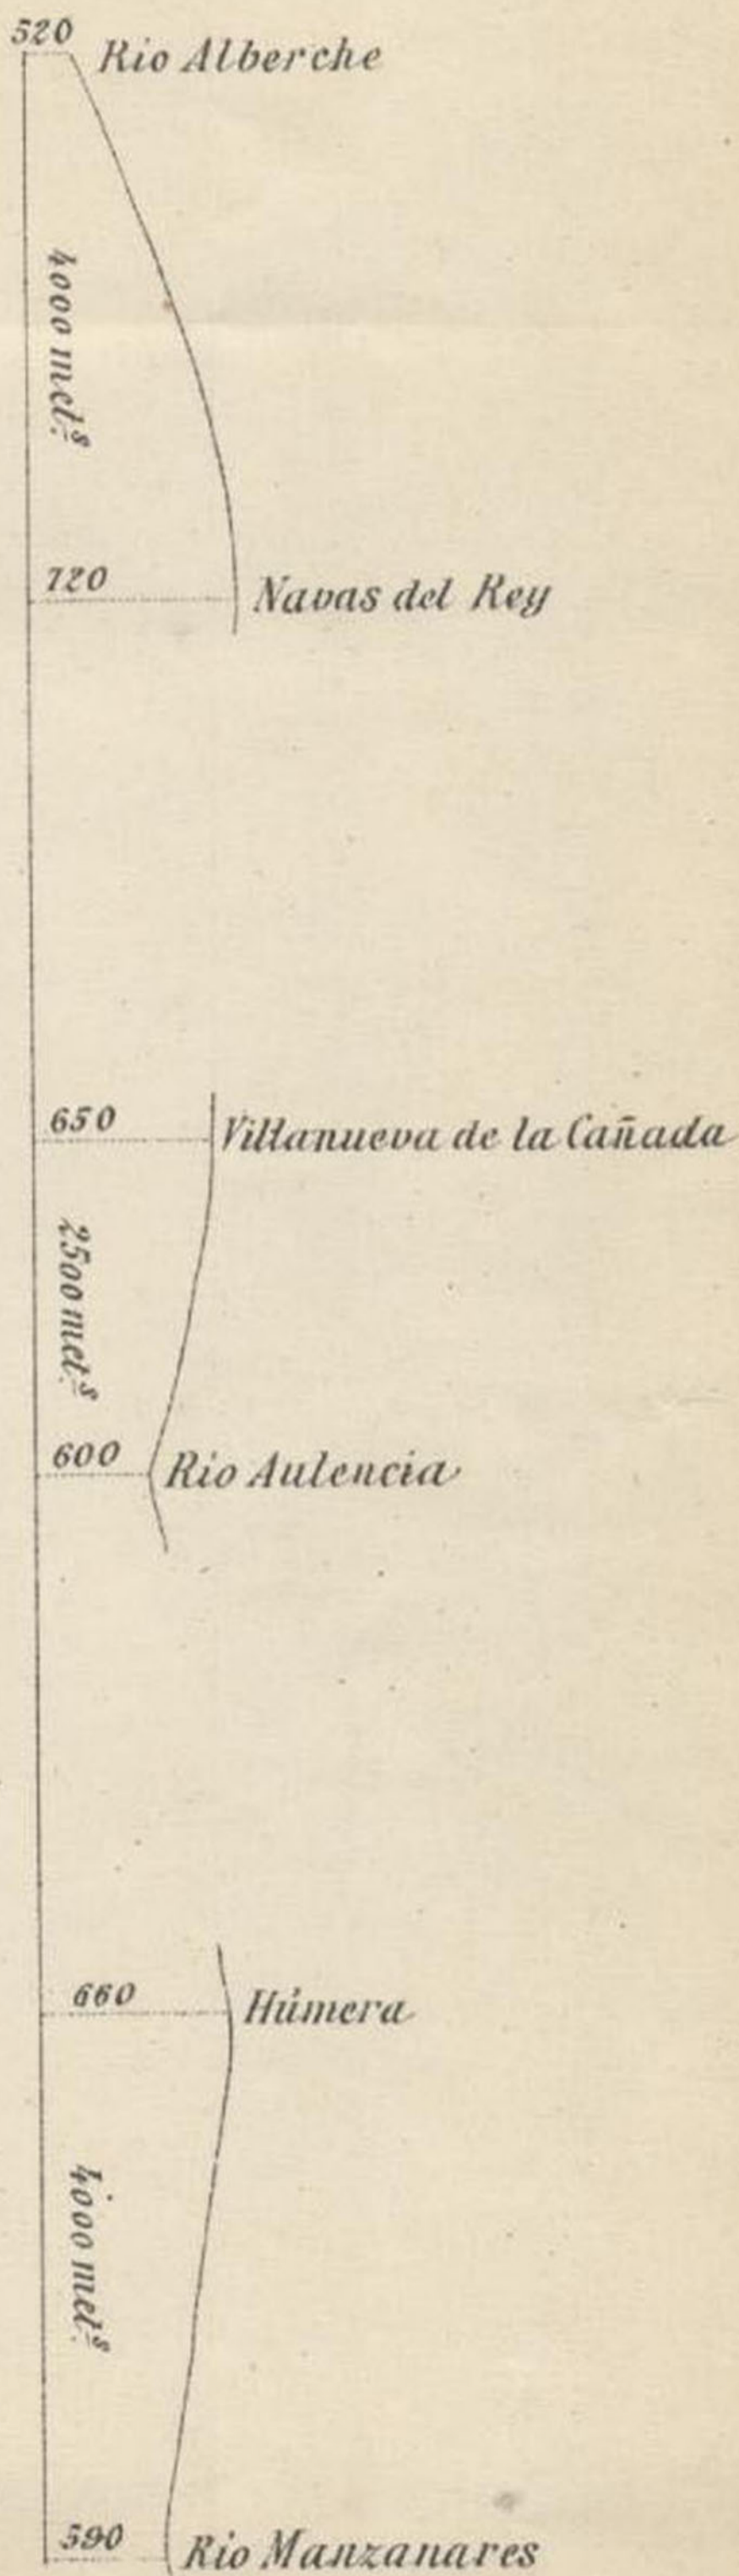 520
Rio Alberche
4000 met.s
720
Navas del Rey
650
Villanueva de la Cañada
2500 met.s
600
Rio Aulencia
660
Húmera
4000 met.s
590
Rio Manzanares